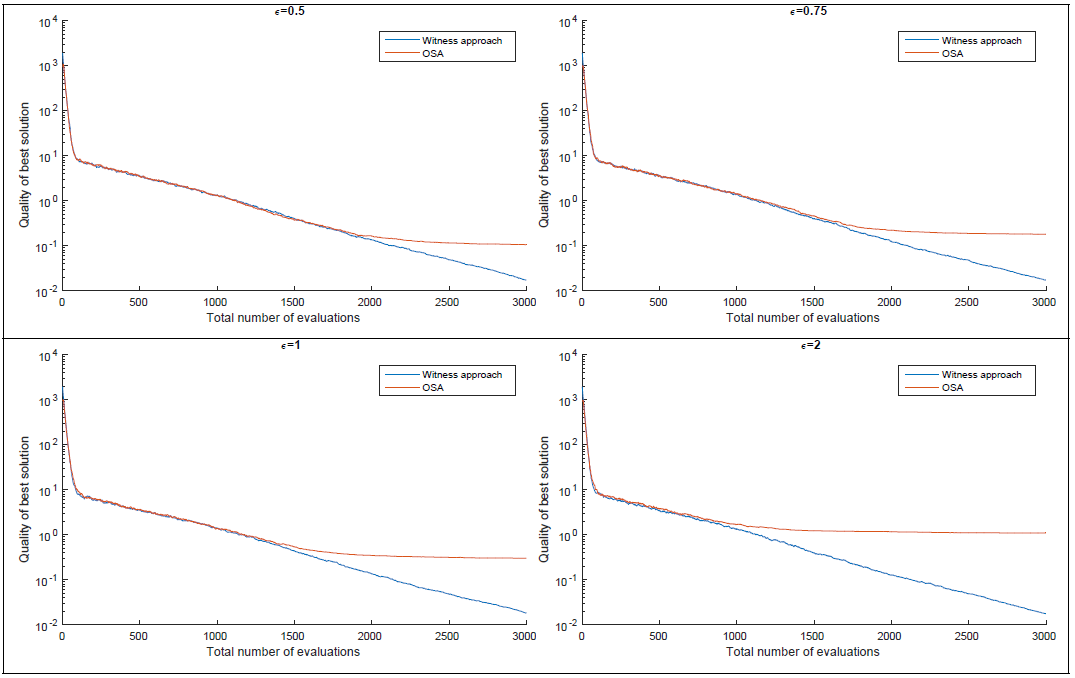 ϵ=0.5
10^4
10^3
10^2
10^1
10^0
10^-1
10^-2
Quality of best solution
Witness approach
OSA
0 500 1000 1500 2000 2500 3000
Total number of evaluations
ϵ=0.75
10^4
10^3
10^2
10^1
10^0
10^-1
10^-2
Quality of best solution
Witness approach
OSA
0 500 1000 1500 2000 2500 3000
Total number of evaluations
ϵ=1
10^4
10^3
10^2
10^1
10^0
10^-1
10^-2
Quality of best solution
Witness approach
OSA
0 500 1000 1500 2000 2500 3000
Total number of evaluations
ϵ=2
10^4
10^3
10^2
10^1
10^0
10^-1
10^-2
Quality of best solution
Witness approach
OSA
0 500 1000 1500 2000 2500 3000
Total number of evaluations